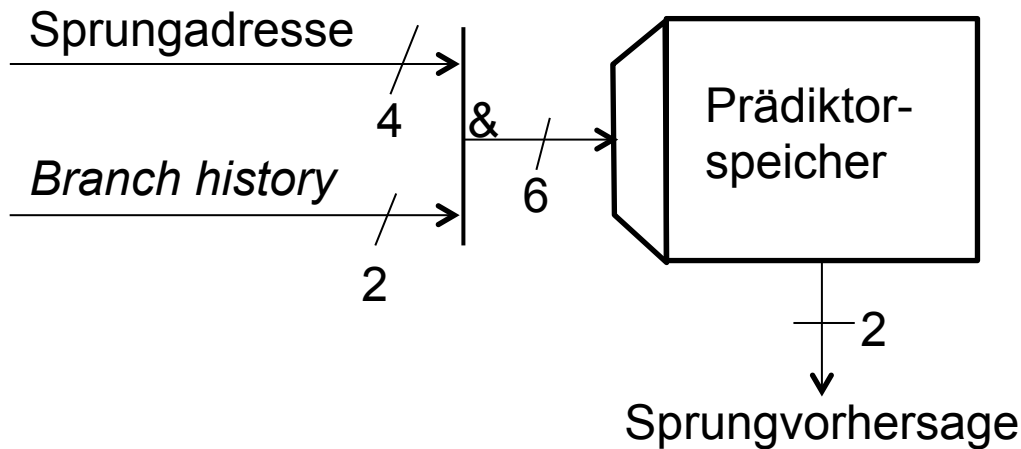 Sprungadresse
4
&
Branch history
2
6
Prädiktor-
speicher
2
Sprungvorhersage